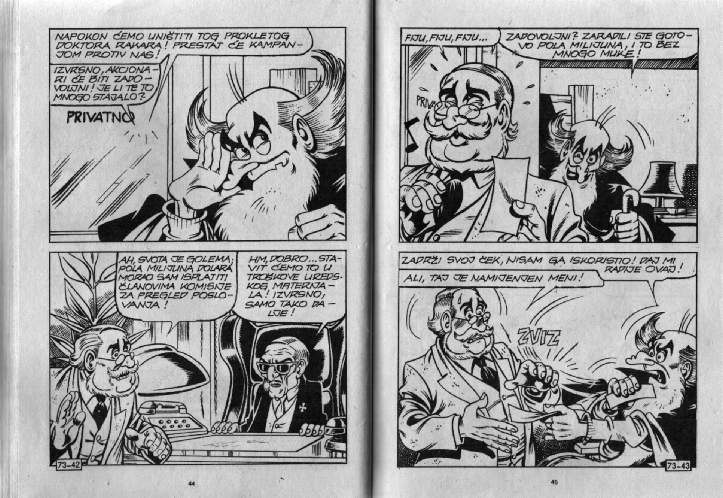 NAPOKON ĆEMO UNIŠTITI TOG PROKLETOG
DOKTORA RAKARA! PRESTAJ ĆE KAMPAN-
JOM PROTIV NAS!
IZVRSNO, AKCIONA-
RI ĆE BITI ZADO-
VOLJNI! JE LI TE TO
MNOGO STAJALO?
PRIVATNO
AH, SVOTA JE GOLEMA;
POLA MILIJUNA DOLARA
MORAO SAM ISPLATITI
ČLANOVIMA KOMISIJE
ZA PREGLED POSLO-
VANJA!
HM, DOBRO...STA-
VIT ĆEMO TO U
TROŠKOVE UREDS-
KOG MATERIJA-
LA! IZVRSNO,
SAMO TAKO DA-
LJE!
73-42
44
FIJU, FIJU, FIJU...
ZADOVOLJNI? ZARADILI STE GOTO-
VO POLA MILIJUNA, I TO BEZ
MNOGO MUKE!
PRIVA
ZADRŽI SVOJ ČEK, NISAM GA ISKORISTIO! DAJ MI
RADIJE OVAJ!
ALI, TAJ JE NAMIJENJEN MENI!
ZVIZ
73-43
45